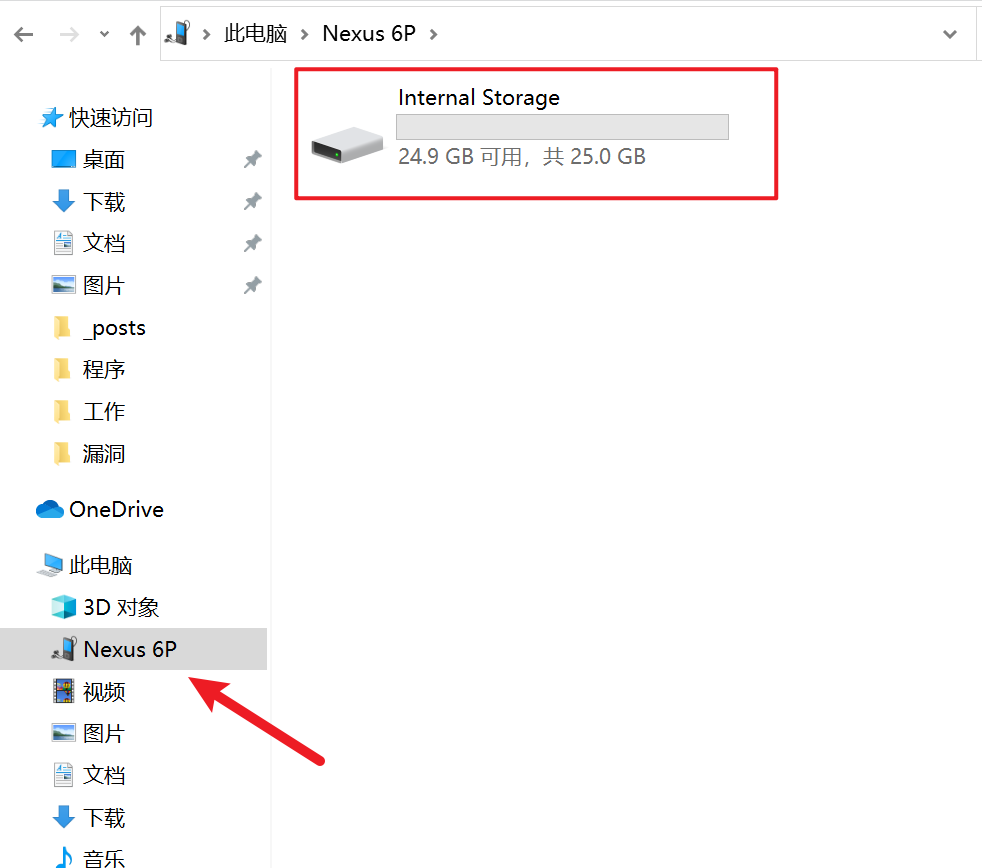 此电脑 > Nexus 6P >
快速访问
桌面
下载
文档
图片
_posts
程序
工作
漏洞
OneDrive
此电脑
3D 对象
Nexus 6P
视频
图片
文档
下载
音乐
Internal Storage
24.9 GB 可用，共 25.0 GB